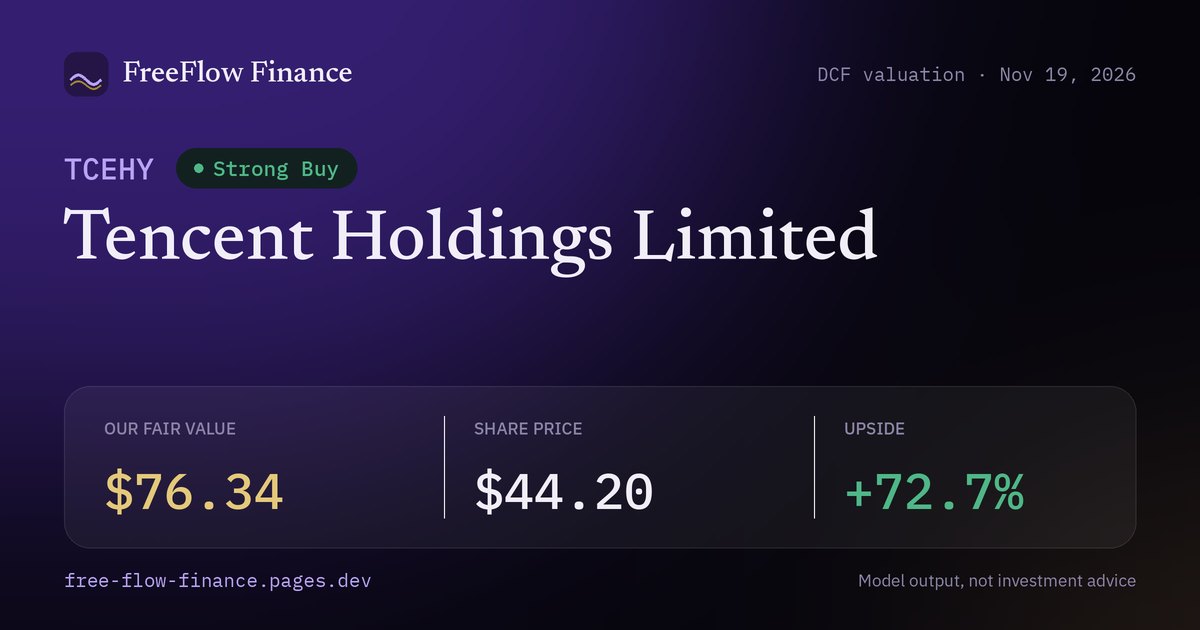 FreeFlow Finance
DCF valuation · Nov 19, 2026
TCEHY
Strong Buy
Tencent Holdings Limited
OUR FAIR VALUE
$76.34
SHARE PRICE
$44.20
UPSIDE
+72.7%
free-flow-finance.pages.dev
Model output, not investment advice